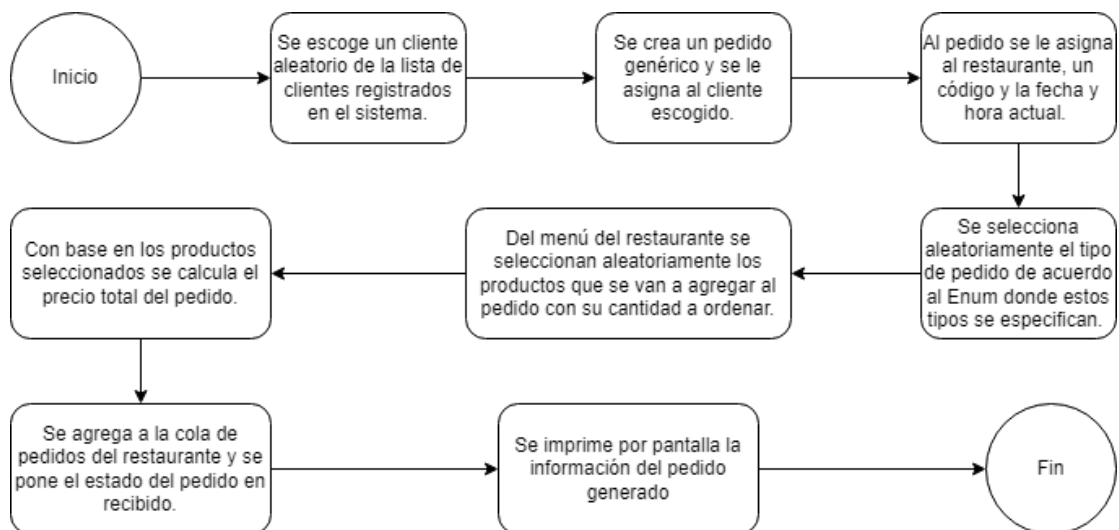 Inicio
Se escoge un cliente
aleatorio de la lista de
clientes registrados
en el sistema.
Se crea un pedido
genérico y se le
asigna al cliente
escogido.
Al pedido se le asigna
al restaurante, un
código y la fecha y
hora actual.
Se selecciona
aleatoriamente el tipo
de pedido de acuerdo
al Enum donde estos
tipos se especifican.
Del menú del restaurante se
seleccionan aleatoriamente los
productos que se van a agregar al
pedido con su cantidad a ordenar.
Con base en los productos
seleccionados se calcula el
precio total del pedido.
Se agrega a la cola de
pedidos del restaurante y se
pone el estado del pedido en
recibido.
Se imprime por pantalla la
información del pedido
generado
Fin